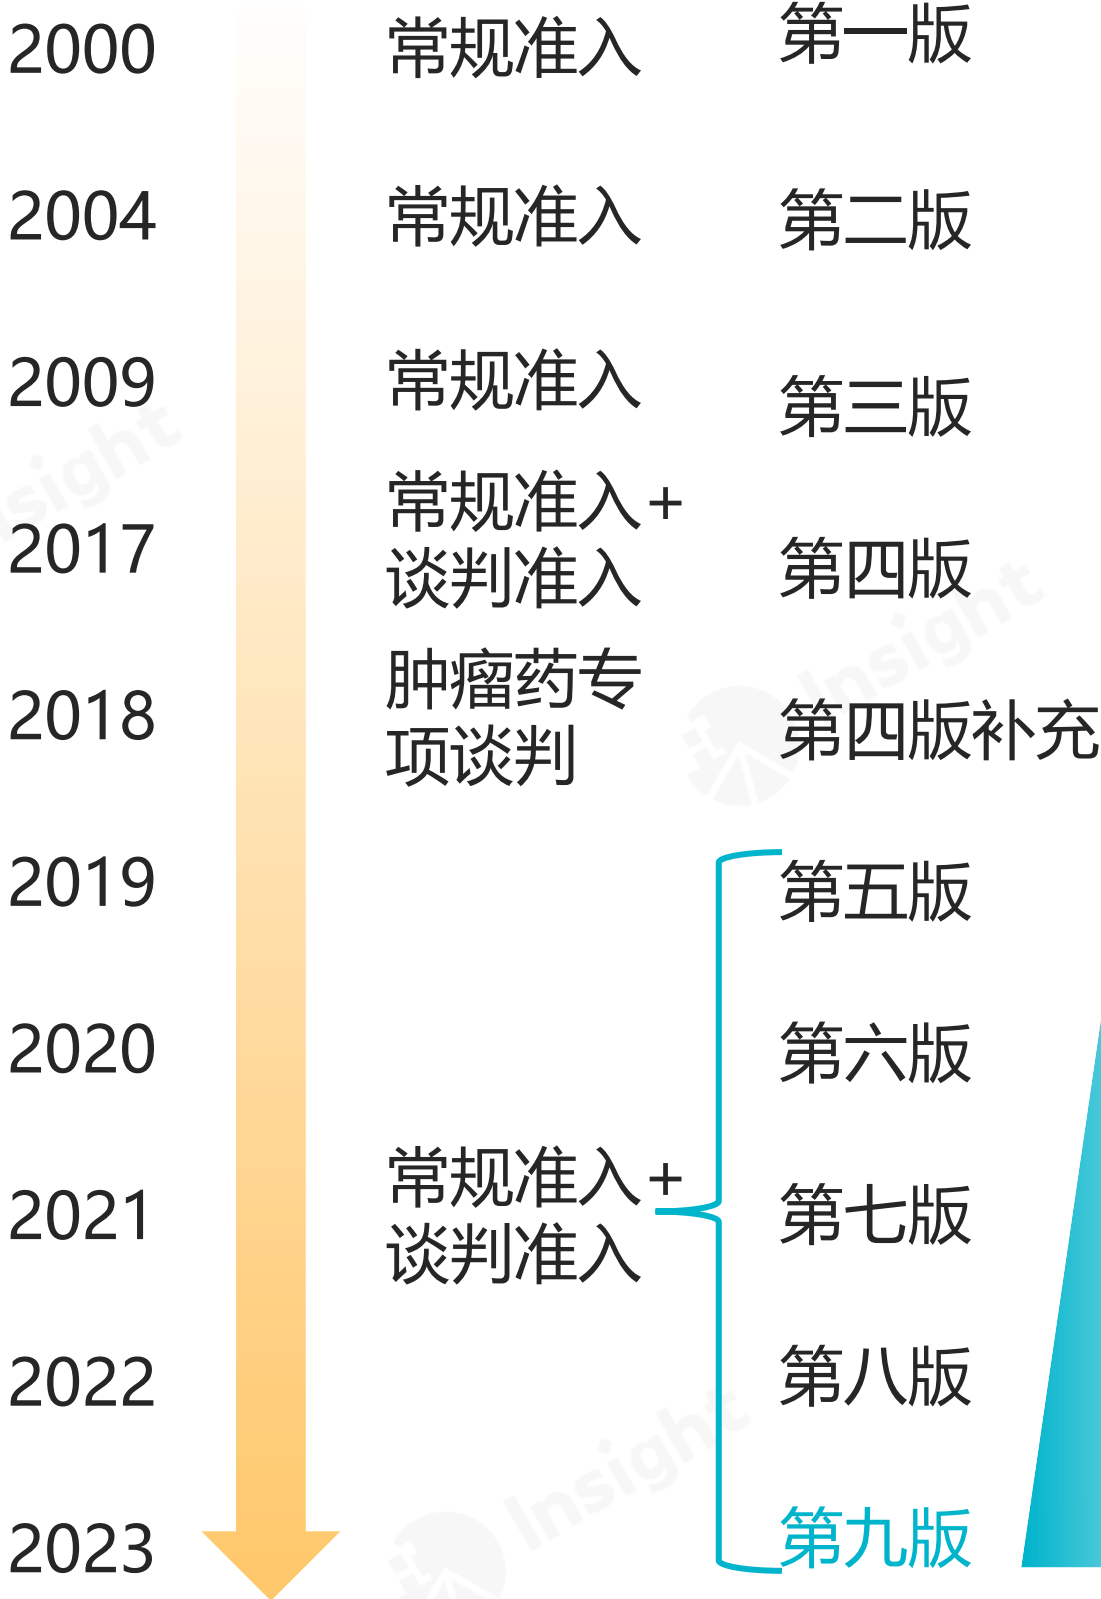 2000 常规准入 第一版
2004 常规准入 第二版
2009 常规准入 第三版
2017 常规准入+
谈判准入 第四版
2018 肿瘤药专
项谈判 第四版补充
2019 第五版
2020 第六版
2021 常规准入+
谈判准入 第七版
2022 第八版
2023 第九版
Insight
Insight
Insight